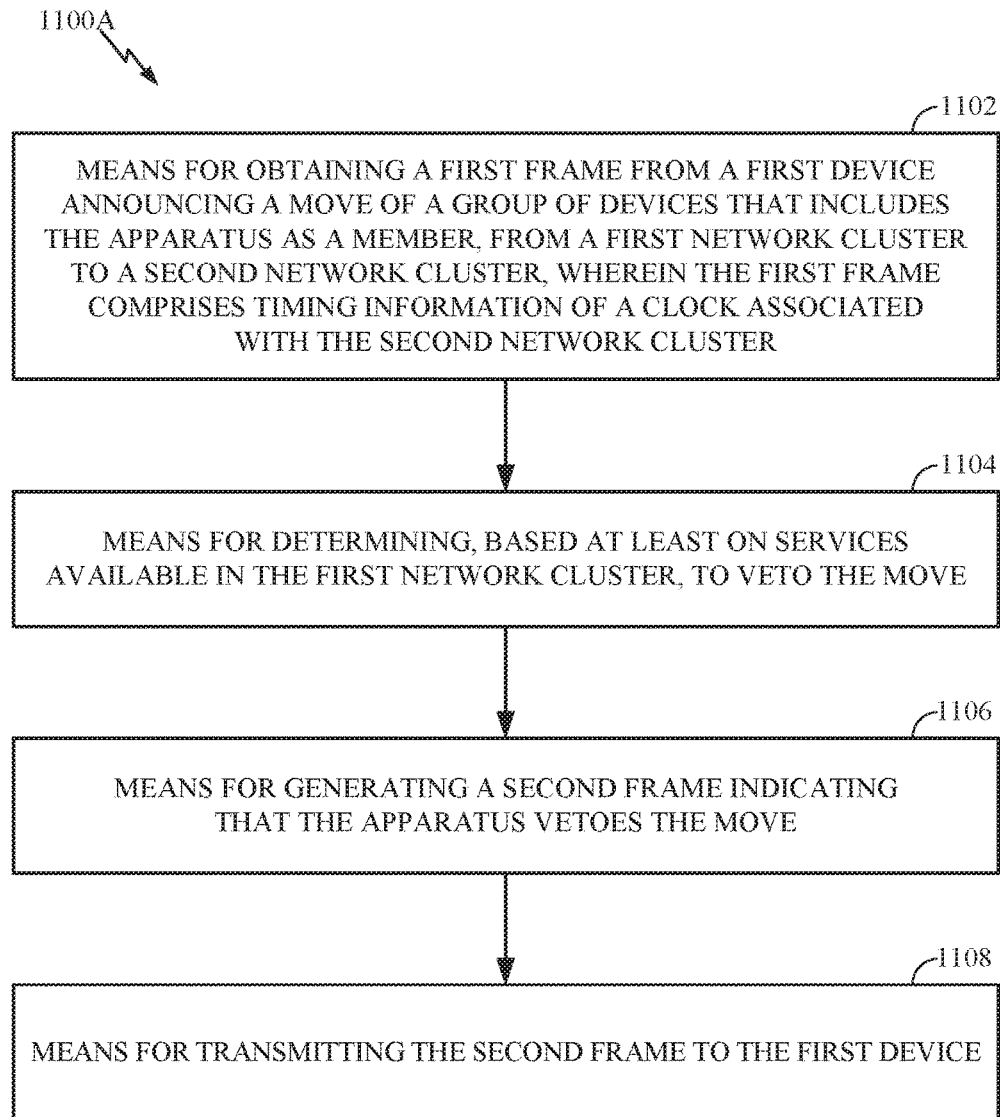 1100A
1102
MEANS FOR OBTAINING A FIRST FRAME FROM A FIRST DEVICE
ANNOUNCING A MOVE OF A GROUP OF DEVICES THAT INCLUDES
THE APPARATUS AS A MEMBER, FROM A FIRST NETWORK CLUSTER
TO A SECOND NETWORK CLUSTER, WHEREIN THE FIRST FRAME
COMPRISES TIMING INFORMATION OF A CLOCK ASSOCIATED
WITH THE SECOND NETWORK CLUSTER
1104
MEANS FOR DETERMINING, BASED AT LEAST ON SERVICES
AVAILABLE IN THE FIRST NETWORK CLUSTER, TO VETO THE MOVE
1106
MEANS FOR GENERATING A SECOND FRAME INDICATING
THAT THE APPARATUS VETOES THE MOVE
1108
MEANS FOR TRANSMITTING THE SECOND FRAME TO THE FIRST DEVICE